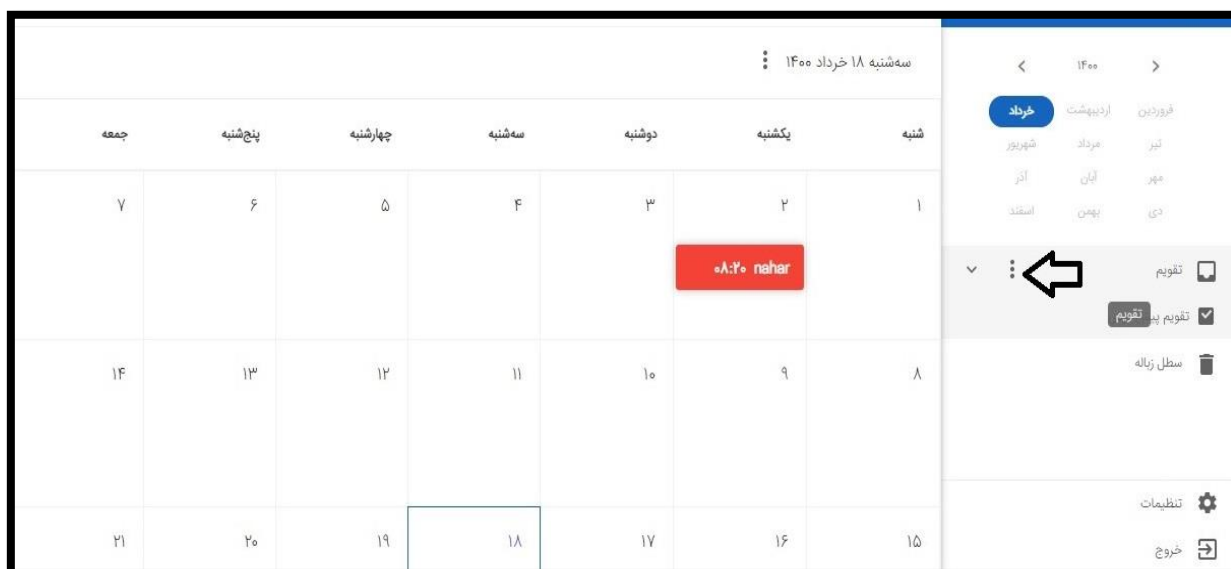 سه‌شنبه ۱۸ خرداد ۱۴۰۰
شنبه یکشنبه دوشنبه سه‌شنبه چهارشنبه پنج‌شنبه جمعه
۱ ۲ ۳ ۴ ۵ ۶ ۷
۰۸:۲۰ nahar
۸ ۹ ۱۰ ۱۱ ۱۲ ۱۳ ۱۴
۱۵ ۱۶ ۱۷ ۱۸ ۱۹ ۲۰ ۲۱
۱۴۰۰
فروردین اردیبهشت خرداد
تیر مرداد شهریور
مهر آبان آذر
دی بهمن اسفند
تقویم
تقویم
تقویم
سطل زباله
تنظیمات
خروج